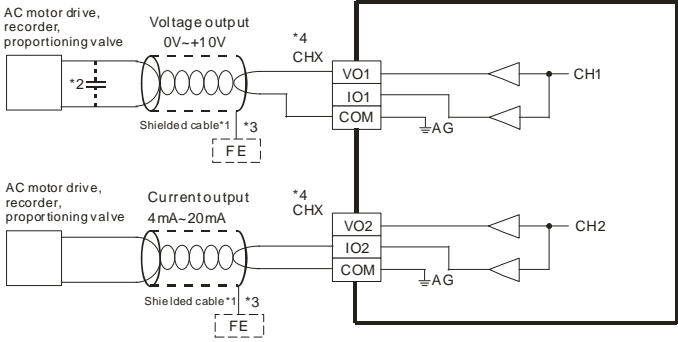 AC motor drive,
recorder,
proportioning valve
Voltage output
0V~+10V
*4
CHX
*2
VO1
IO1
COM
AG
CH1
Shielded cable*1
*3
FE
AC motor drive,
recorder,
proportioning valve
Current output
4mA~20mA
*4
CHX
VO2
IO2
COM
AG
CH2
Shielded cable*1
*3
FE